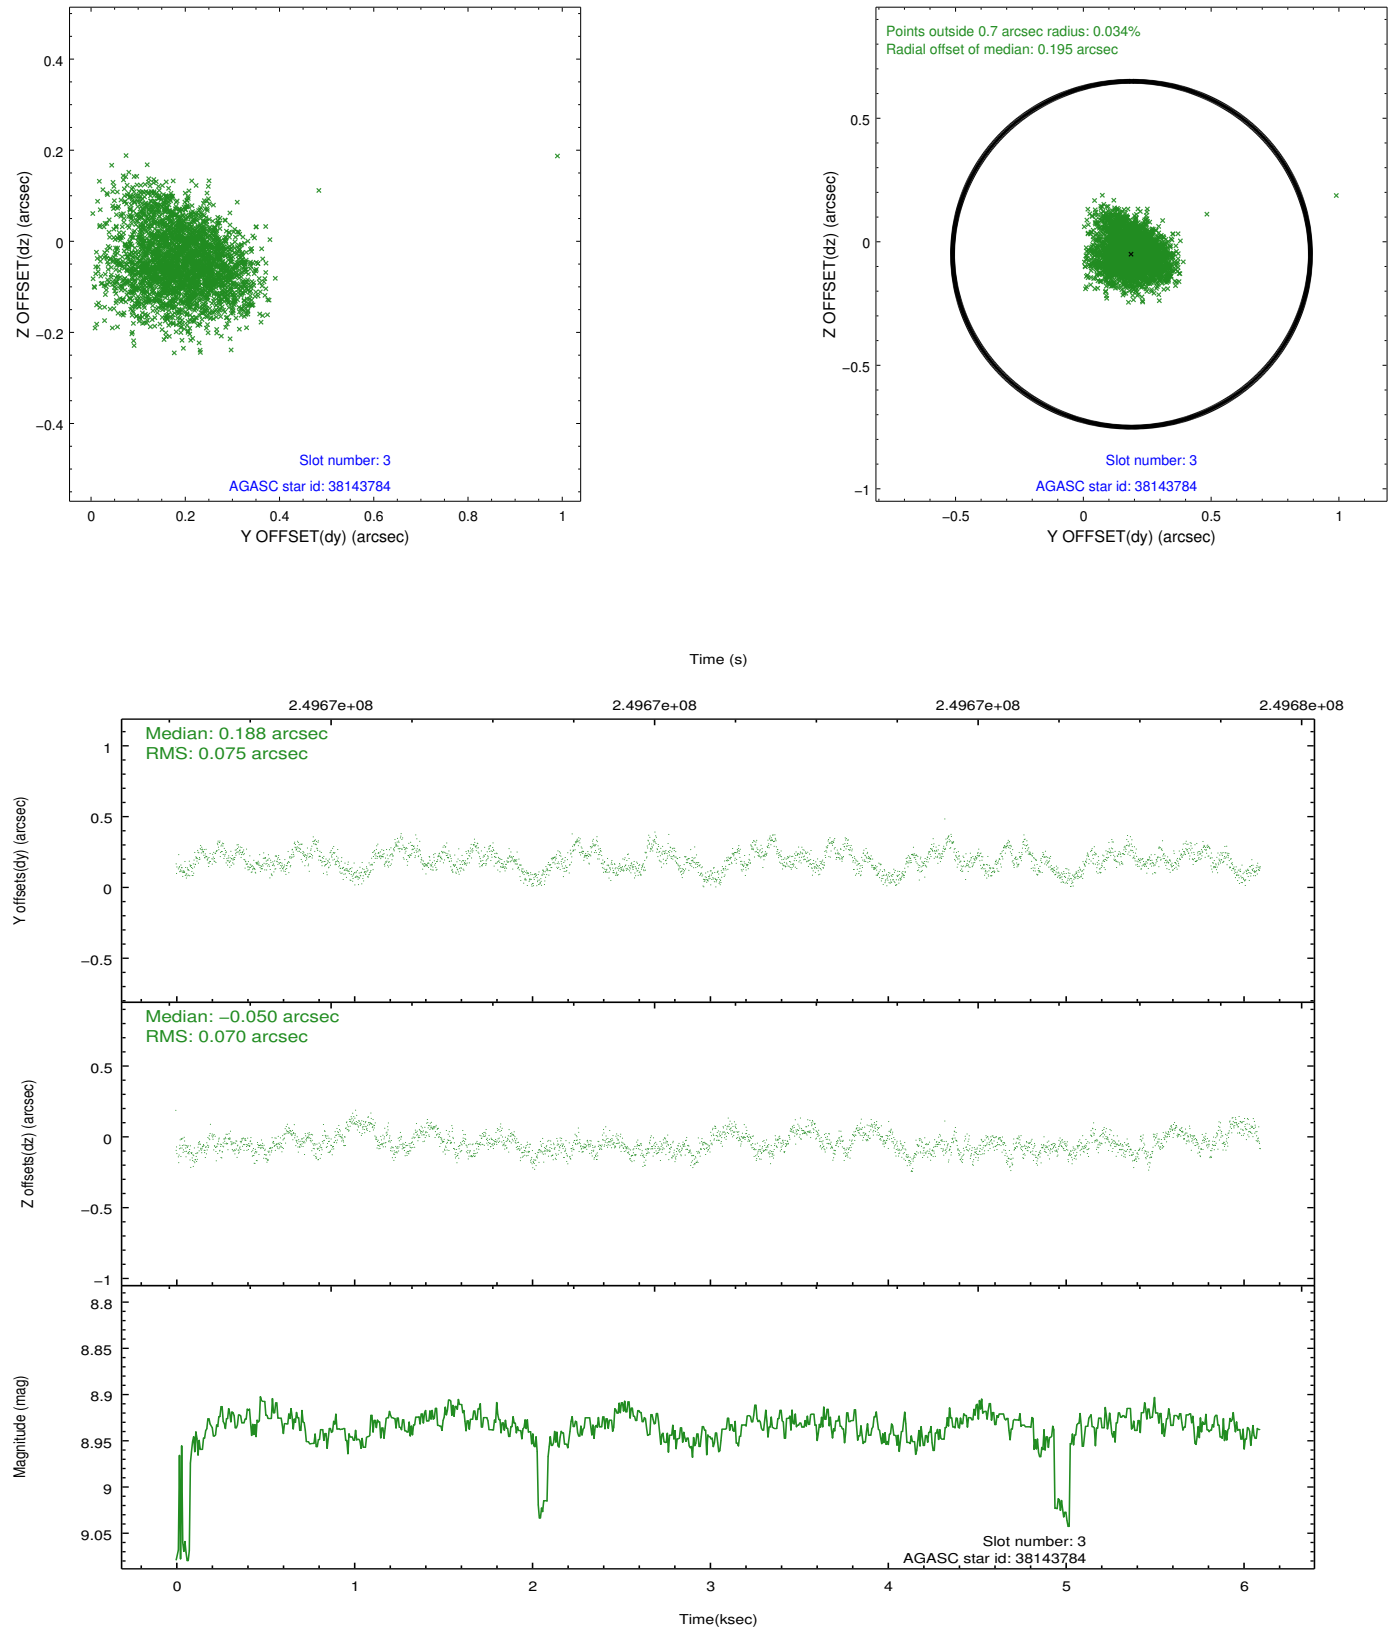 0.4
0.2
0
−0.2
−0.4
Z OFFSET(dz) (arcsec)
Slot number: 3
AGASC star id: 38143784
0 0.2 0.4 0.6 0.8 1
Y OFFSET(dy) (arcsec)
Points outside 0.7 arcsec radius: 0.034%
Radial offset of median: 0.195 arcsec
0.5
0
−0.5
−1
Z OFFSET(dz) (arcsec)
Slot number: 3
AGASC star id: 38143784
−0.5 0 0.5 1
Y OFFSET(dy) (arcsec)
Time (s)
2.4967e+08 2.4967e+08 2.4967e+08 2.4968e+08
Median: 0.188 arcsec
RMS: 0.075 arcsec
1
0.5
0
−0.5
Y offsets(dy) (arcsec)
Median: −0.050 arcsec
RMS: 0.070 arcsec
0.5
0
−0.5
−1
Z offsets(dz) (arcsec)
8.8
8.85
8.9
8.95
9
9.05
Magnitude (mag)
Slot number: 3
AGASC star id: 38143784
0 1 2 3 4 5 6
Time(ksec)